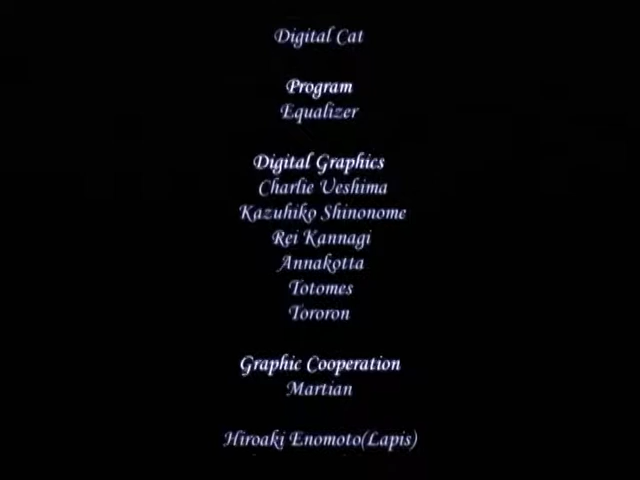 Digital Cat
Program
Equalizer
Digital Graphics
Charlie Ueshima
Kazuhiko Shinonome
Rei Kannagi
Annakotta
Totomes
Tororon
Graphic Cooperation
Martian
Hiroaki Enomoto(Lapis)